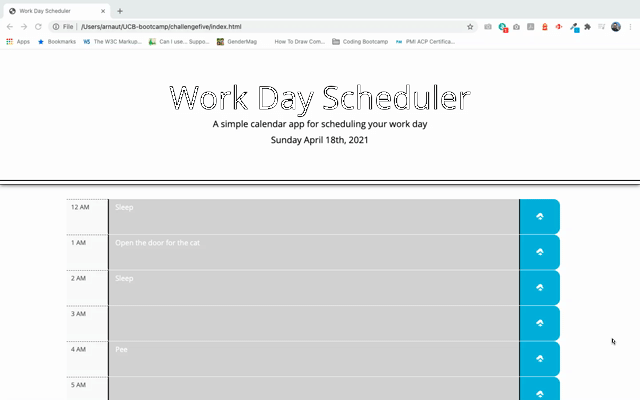 Work Day Scheduler
File | /Users/arnaut/UCB-bootcamp/challengefive/index.html
Apps Bookmarks The W3C Markup... Can I use... Suppo... GenderMag How To Draw Com... Coding Bootcamp PMI ACP Certifica...
Work Day Scheduler
A simple calendar app for scheduling your work day
Sunday April 18th, 2021
12 AM Sleep
1 AM Open the door for the cat
2 AM Sleep
3 AM
4 AM Pee
5 AM